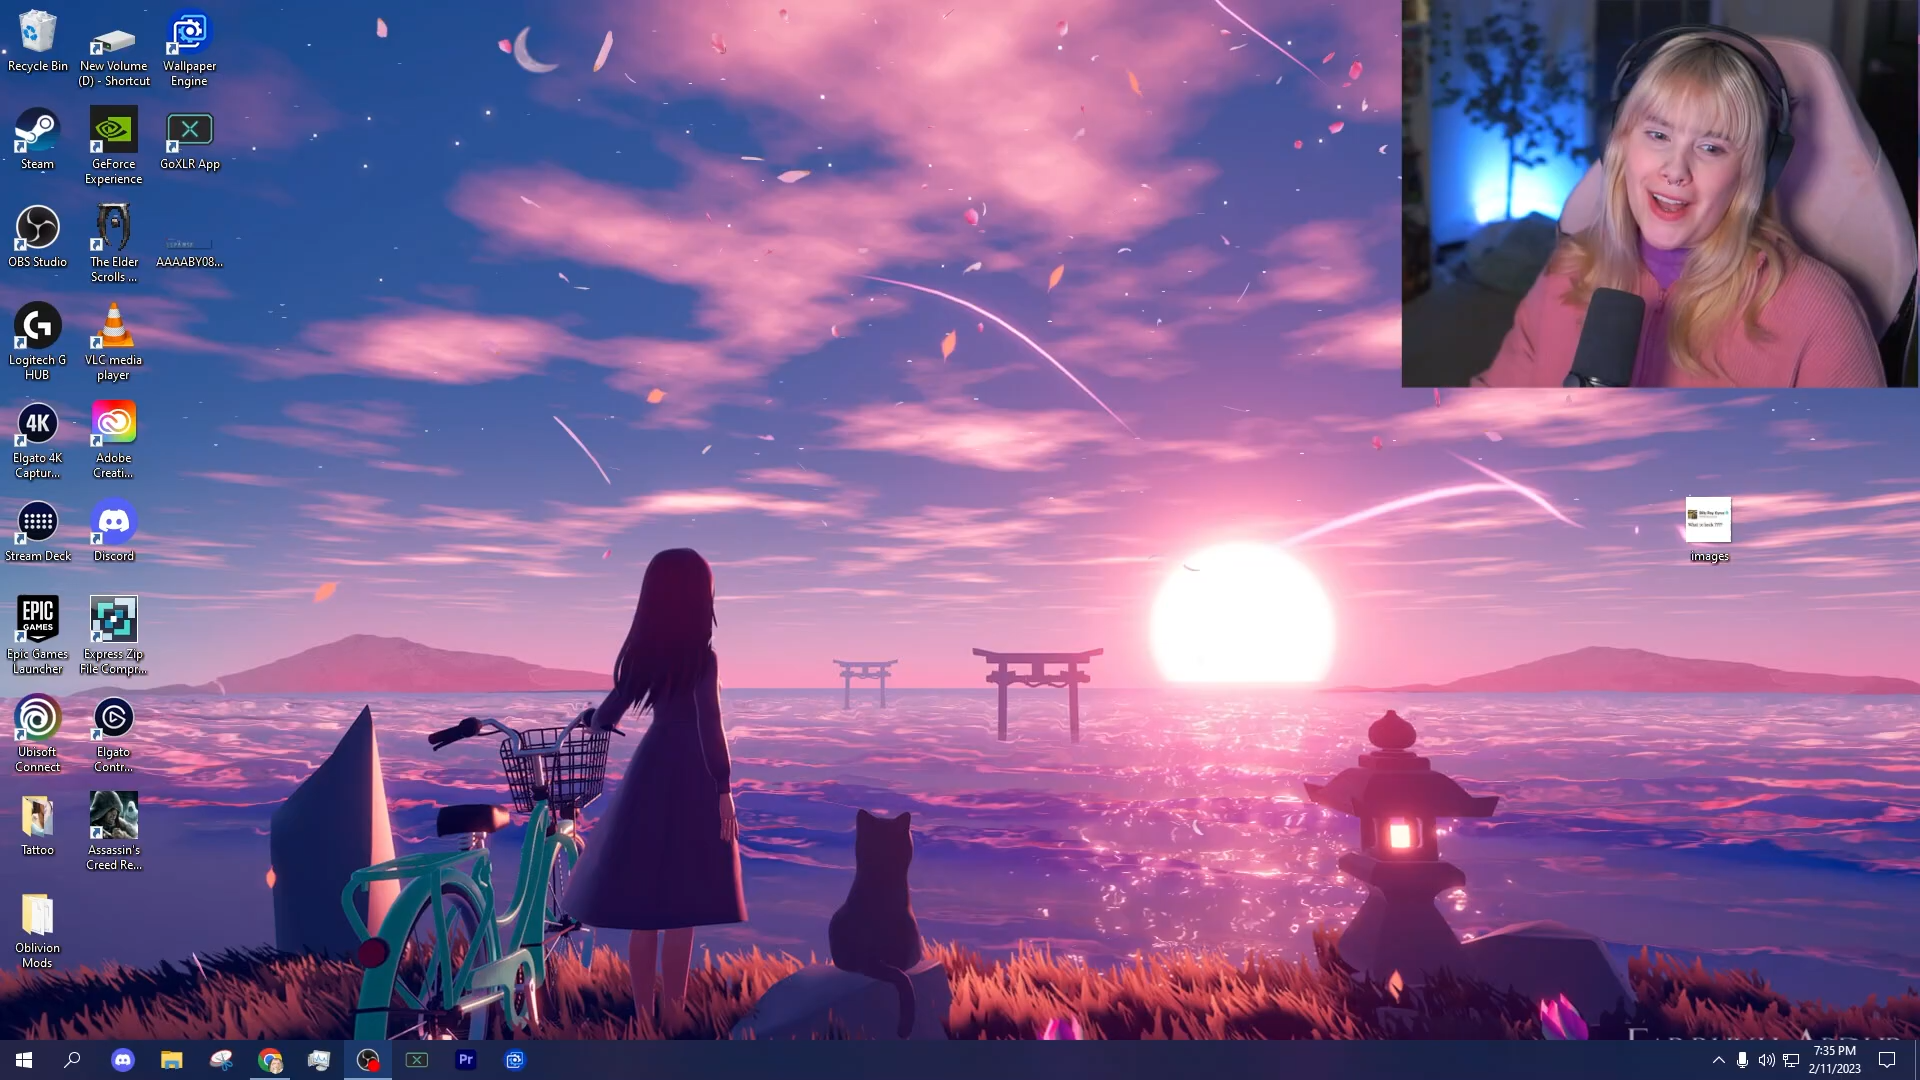 Recycle Bin
New Volume
(D) - Shortcut
Wallpaper
Engine
Steam
GeForce
Experience
GoXLR App
OBS Studio
The Elder
Scrolls ...
AAAABY08...
Logitech G
HUB
VLC media
player
4K
Elgato 4K
Captur...
Adobe
Creati...
Stream Deck
Discord
EPIC
GAMES
Epic Games
Launcher
Express Zip
File Compr...
Ubisoft
Connect
Elgato
Contr...
Tattoo
Assassin's
Creed Re...
Oblivion
Mods
images
Pr
7:35 PM
2/11/2023